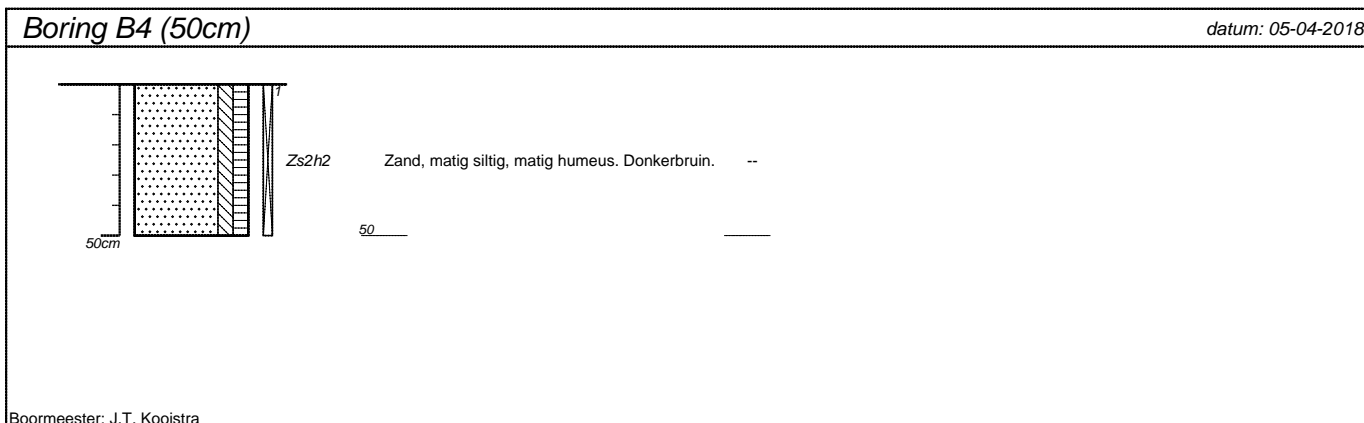 Boring B4 (50cm)
datum: 05-04-2018
1
Zs2h2 Zand, matig siltig, matig humeus. Donkerbruin. --
50cm
50
Boormeester: J.T. Kooistra